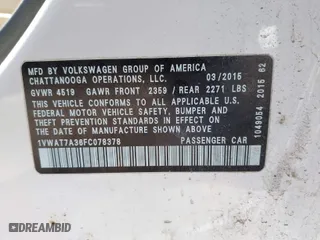 MFD BY VOLKSWAGEN GROUP OF AMERICA
CHATTANOOGA OPERATIONS, LLC. 03/2015
GVWR 4519 GAWR FRONT 2359 / REAR 2271 LBS
THIS VEHICLE CONFORMS TO ALL APPLICABLE
FEDERAL MOTOR VEHICLE SAFETY, BUMPER AND
THEFT PREVENTION STANDARDS IN EFFECT ON THE
DATE OF MANUFACTURE SHOWN ABOVE.
1VWAT7A36FC078378 PASSENGER CAR
1049054 2015 62
© DREAMBID.COM